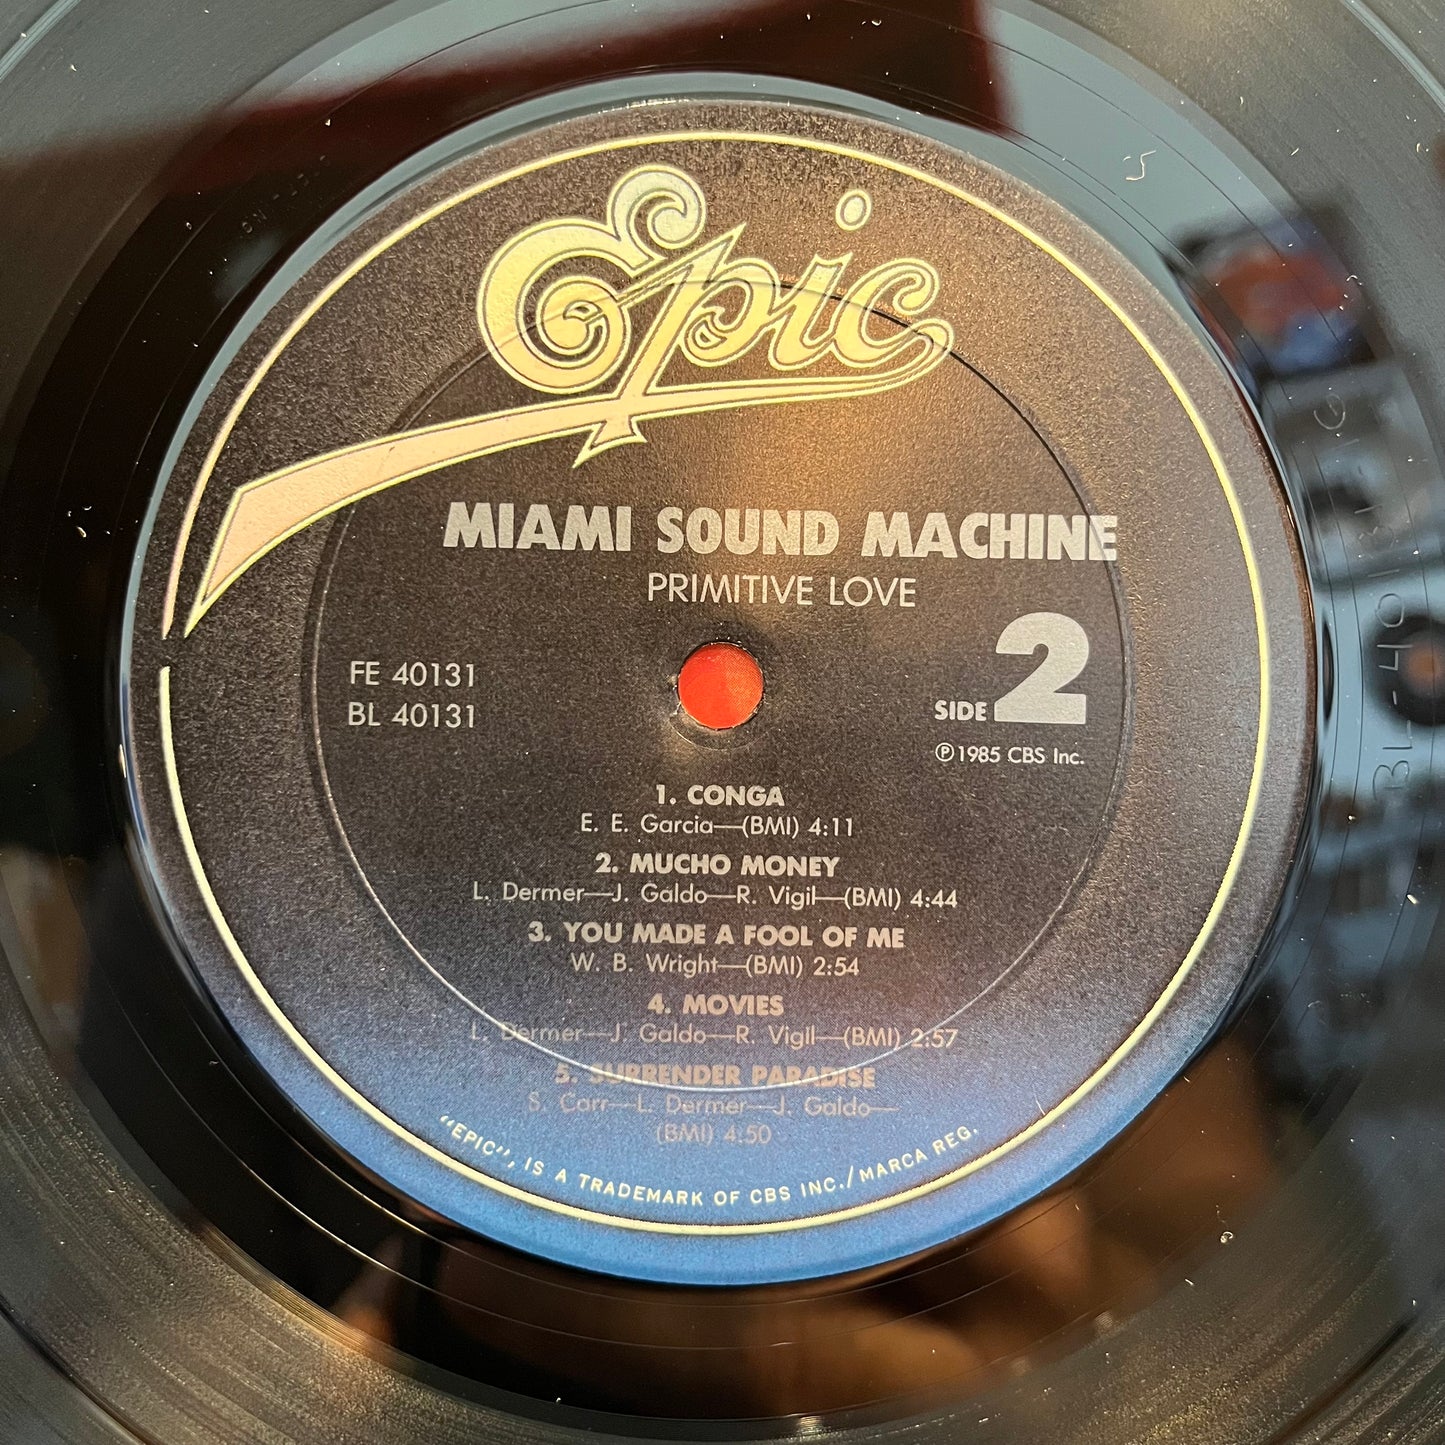 Epic
MIAMI SOUND MACHINE
PRIMITIVE LOVE
FE 40131
BL 40131
SIDE 2
℗1985 CBS Inc.
1. CONGA
E. E. Garcia—(BMI) 4:11
2. MUCHO MONEY
L. Dermer—J. Galdo—R. Vigil—(BMI) 4:44
3. YOU MADE A FOOL OF ME
W. B. Wright—(BMI) 2:54
4. MOVIES
L. Dermer—J. Galdo—R. Vigil—(BMI) 2:57
5. SURRENDER PARADISE
S. Carr—L. Dermer—J. Galdo—
(BMI) 4:50
"EPIC", IS A TRADEMARK OF CBS INC./MARCA REG.